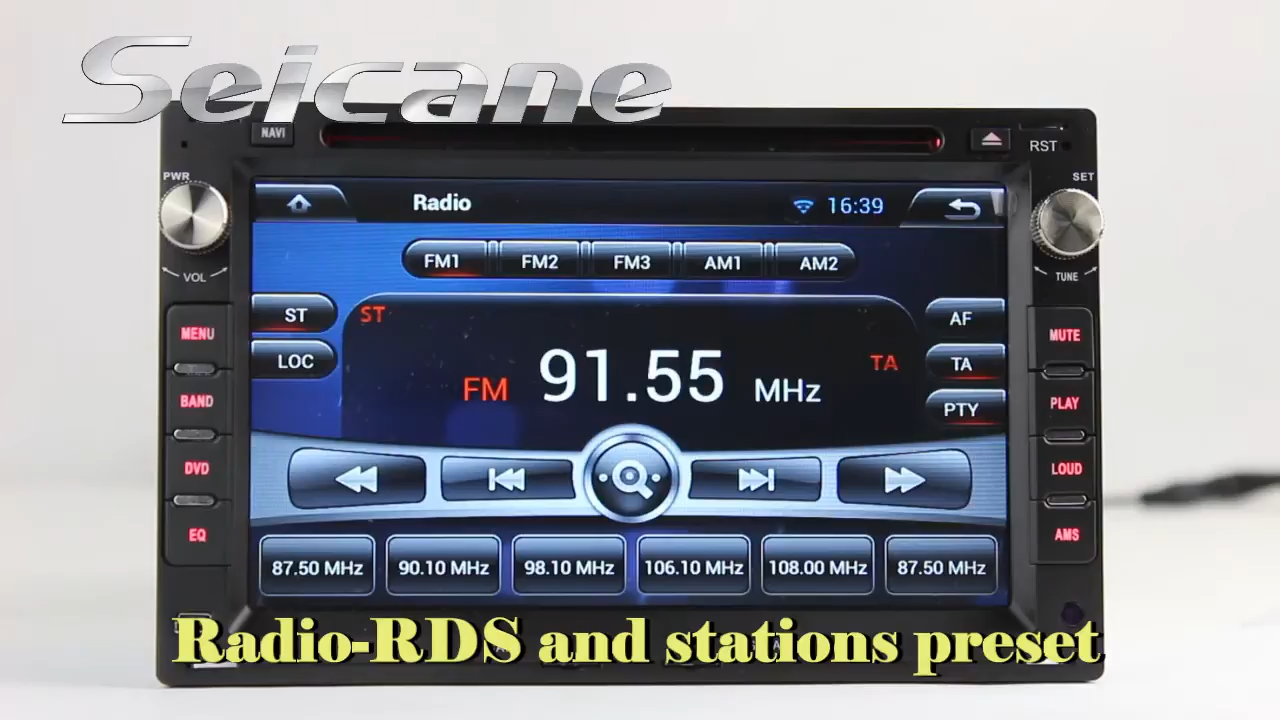 Seicane
NAVI
RST
PWR
SET
Radio
16:39
VOL
TUNE
FM1 FM2 FM3 AM1 AM2
ST
ST
AF
LOC
FM 91.55 MHz
TA
TA
PTY
MENU
MUTE
BAND
PLAY
DVD
LOUD
EQ
AMS
87.50 MHz 90.10 MHz 98.10 MHz 106.10 MHz 108.00 MHz 87.50 MHz
Radio-RDS and stations preset